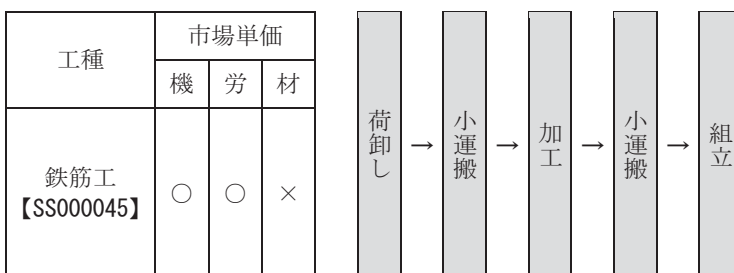 工種
市場単価
機 労 材
鉄筋工
【SS000045】
○ ○ ×
荷卸し → 小運搬 → 加工 → 小運搬 → 組立